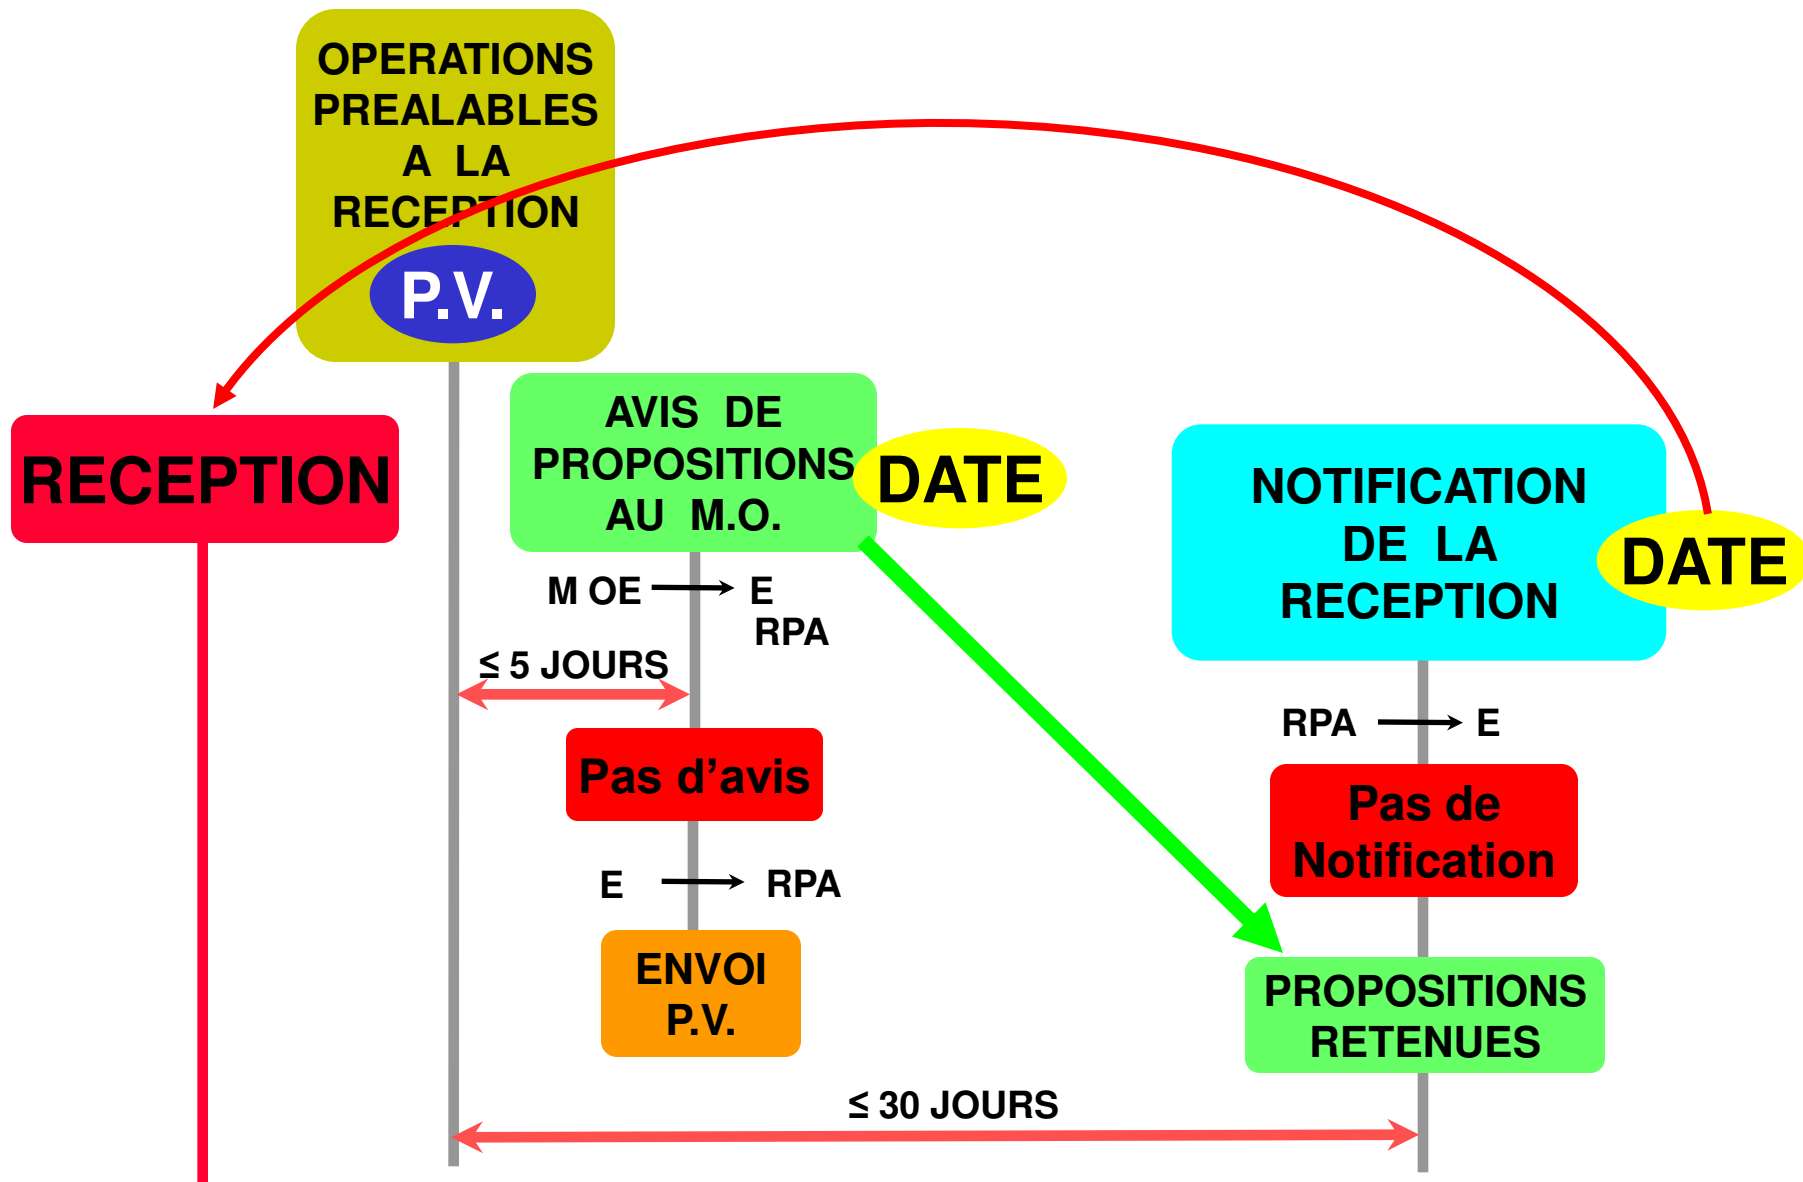 OPERATIONS
PREALABLES
A LA
RECEPTION
P.V.
RECEPTION
AVIS DE
PROPOSITIONS
AU M.O.
DATE
NOTIFICATION
DE LA
RECEPTION
DATE
M OE E
RPA
≤ 5 JOURS
RPA E
Pas d’avis
Pas de
Notification
E RPA
ENVOI
P.V.
PROPOSITIONS
RETENUES
≤ 30 JOURS